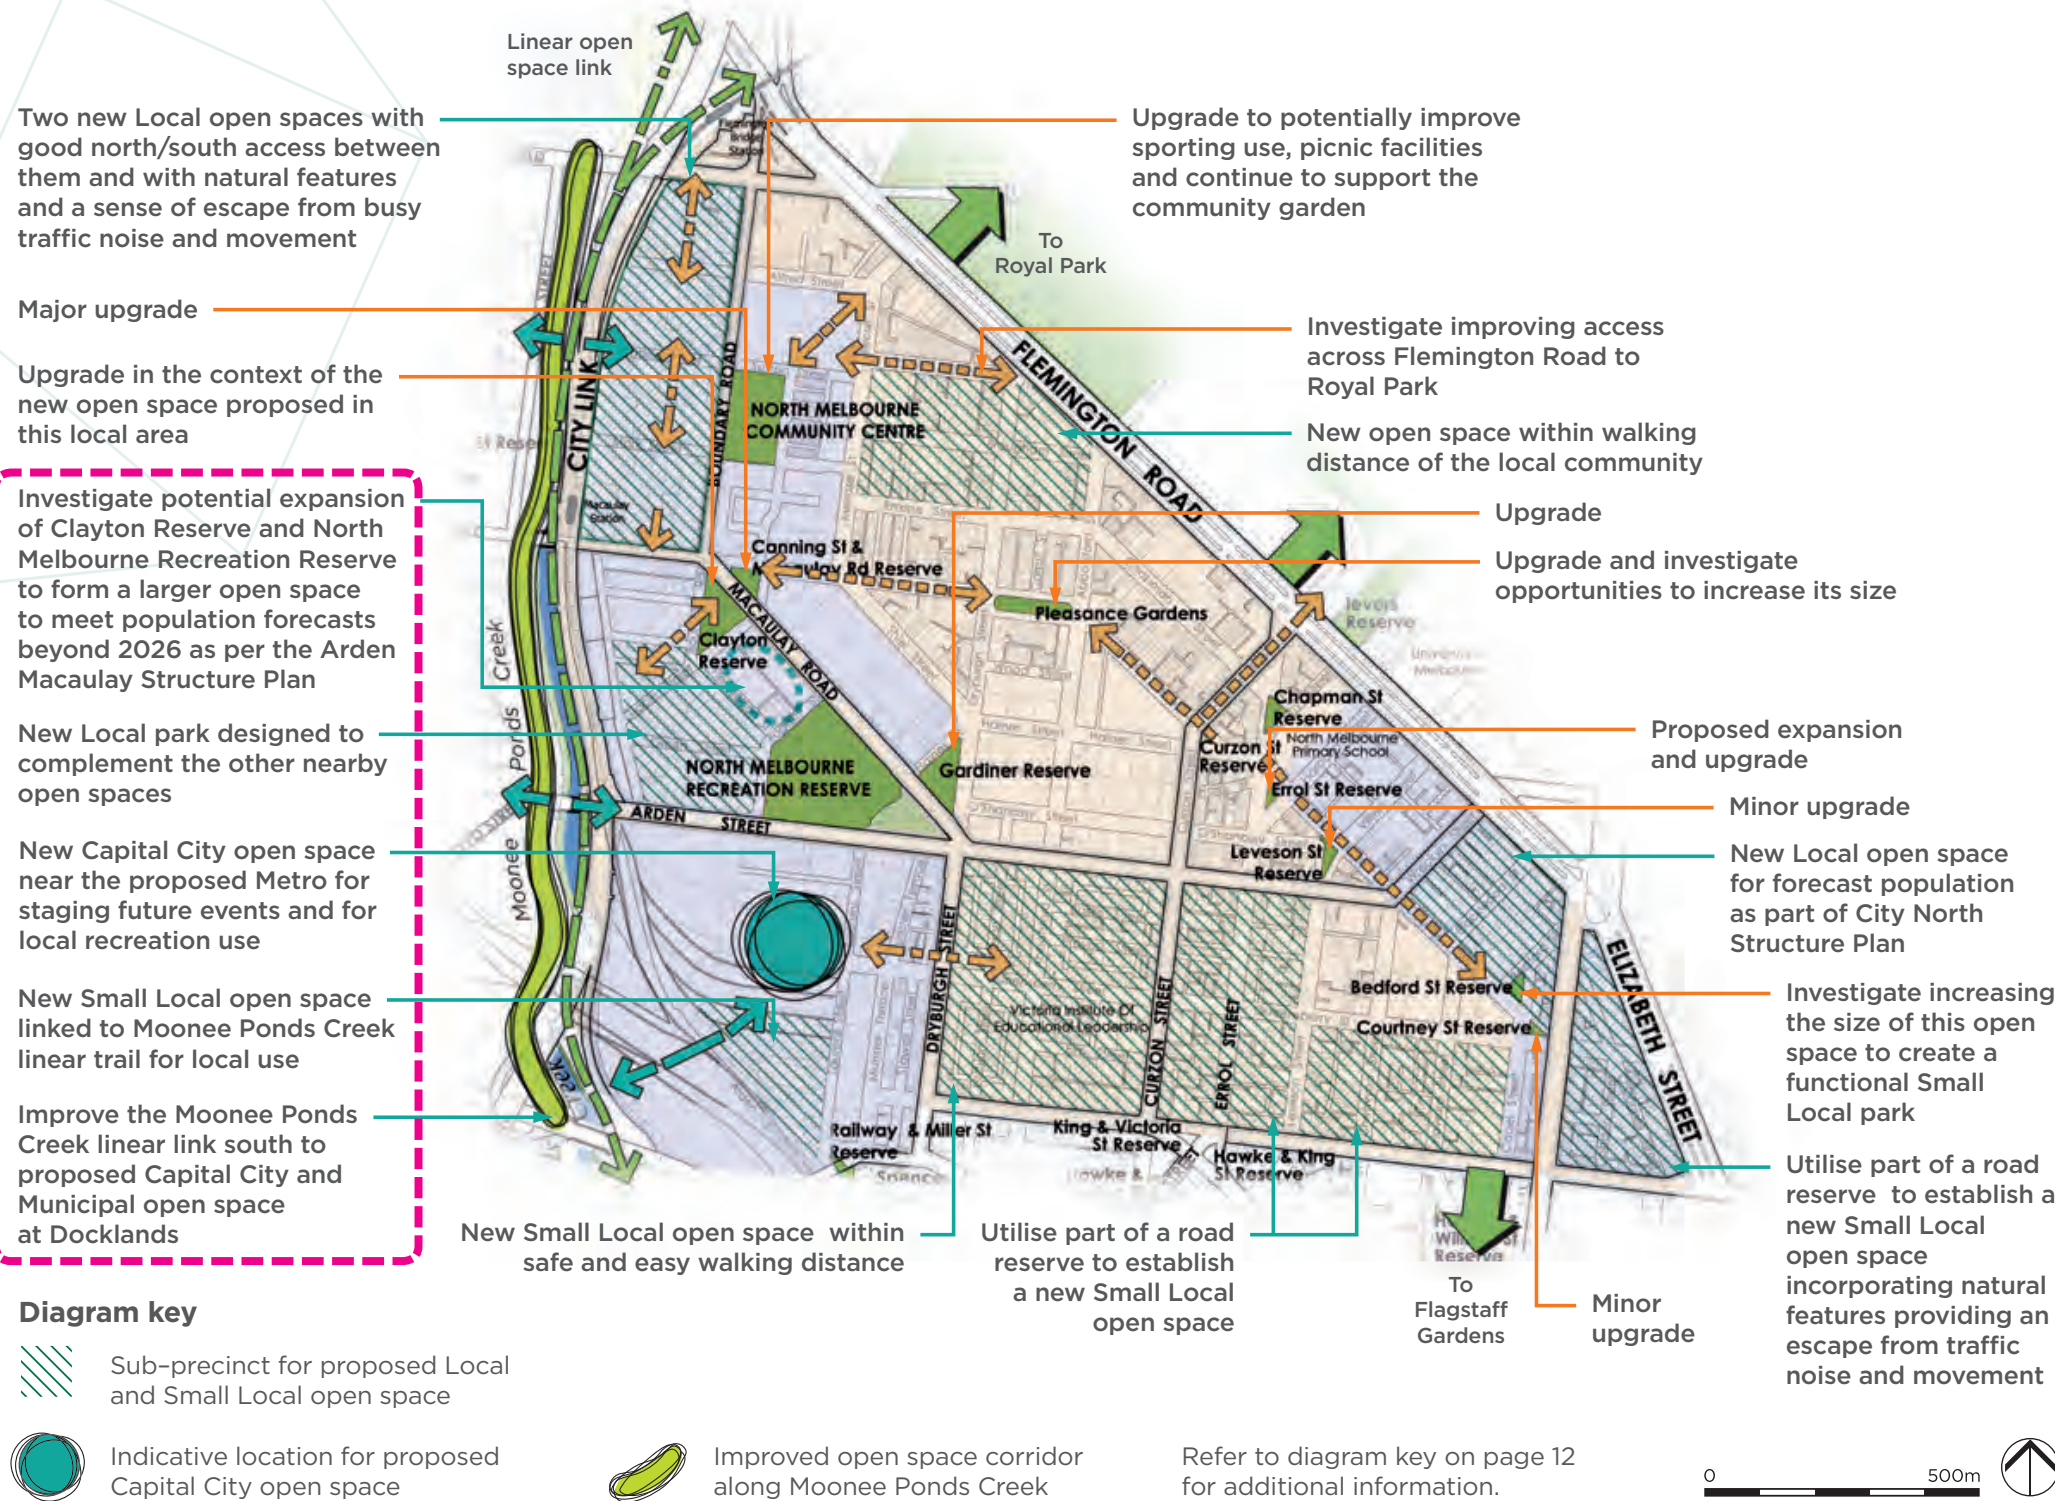 Linear open
space link
Two new Local open spaces with
good north/south access between
them and with natural features
and a sense of escape from busy
traffic noise and movement
Major upgrade
Upgrade in the context of the
new open space proposed in
this local area
Investigate potential expansion
of Clayton Reserve and North
Melbourne Recreation Reserve
to form a larger open space
to meet population forecasts
beyond 2026 as per the Arden
Macaulay Structure Plan
New Local park designed to
complement the other nearby
open spaces
New Capital City open space
near the proposed Metro for
staging future events and for
local recreation use
New Small Local open space
linked to Moonee Ponds Creek
linear trail for local use
Improve the Moonee Ponds
Creek linear link south to
proposed Capital City and
Municipal open space
at Docklands
Upgrade to potentially improve
sporting use, picnic facilities
and continue to support the
community garden
To
Royal Park
Investigate improving access
across Flemington Road to
Royal Park
New open space within walking
distance of the local community
Upgrade
Upgrade and investigate
opportunities to increase its size
Proposed expansion
and upgrade
Minor upgrade
New Local open space
for forecast population
as part of City North
Structure Plan
Investigate increasing
the size of this open
space to create a
functional Small
Local park
Utilise part of a road
reserve to establish a
new Small Local
open space
incorporating natural
features providing an
escape from traffic
noise and movement
Flemington
Bridge
Station
Alfred Street
STREET
CITY LINK
BOUNDARY ROAD
FLEMINGTON ROAD
NORTH MELBOURNE
COMMUNITY CENTRE
Macaulay
Station
Canning St &
Rd Reserve
MACAULAY ROAD
Pleasance Gardens
Clayton
Reserve
Reserve
Chapman St
Reserve
North Melbourne
Primary School
Curzon St
Reserve
Errol St Reserve
NORTH MELBOURNE
RECREATION RESERVE
Gardiner Reserve
Moonee Ponds Creek
ARDEN STREET
Leveson St
Reserve
DRYBURGH STREET
Victoria Institute Of
Educational Leadership
CURZON STREET
ERROL STREET
Bedford St Reserve
Courtney St Reserve
ELIZABETH STREET
Creek
Railway & Miller St
Reserve
King & Victoria
St Reserve
Hawke & King
St Reserve
Reserve
New Small Local open space within
safe and easy walking distance
Utilise part of a road
reserve to establish
a new Small Local
open space
To
Flagstaff
Gardens
Minor
upgrade
Diagram key
Sub-precinct for proposed Local
and Small Local open space
Indicative location for proposed
Capital City open space
Improved open space corridor
along Moonee Ponds Creek
Refer to diagram key on page 12
for additional information.
0 500m